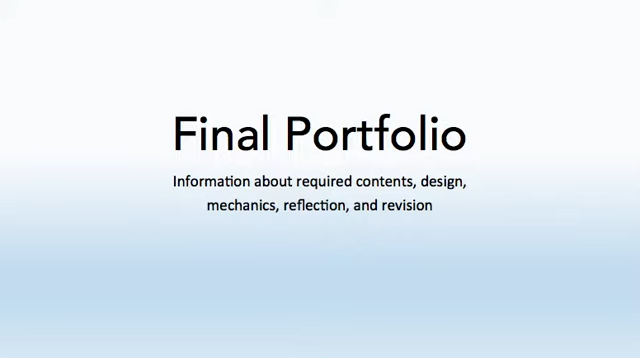 Final Portfolio
Information about required contents, design,
mechanics, reflection, and revision